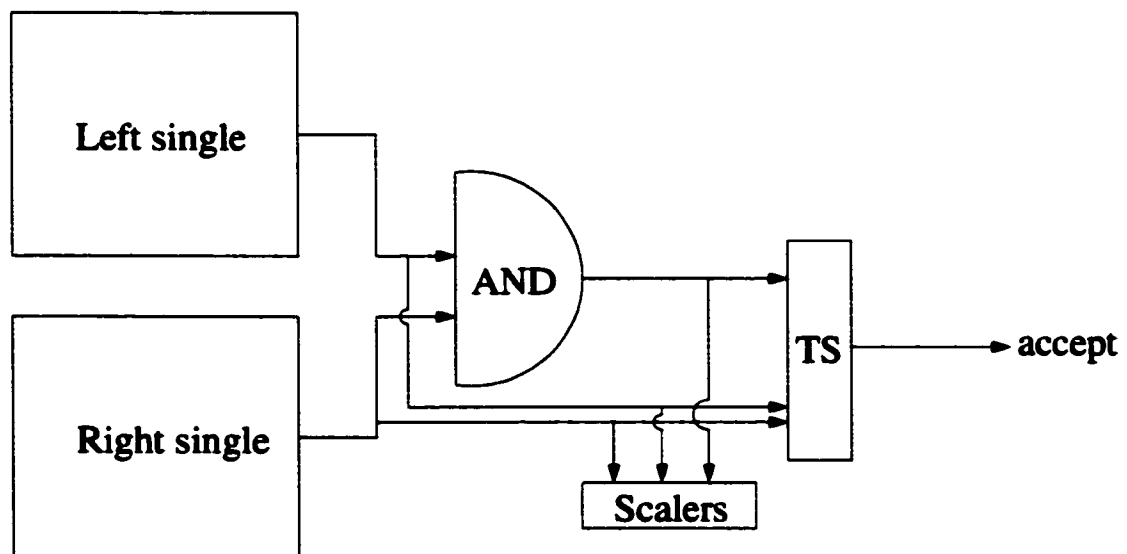 Left single
AND
TS
accept
Right single
Scalers